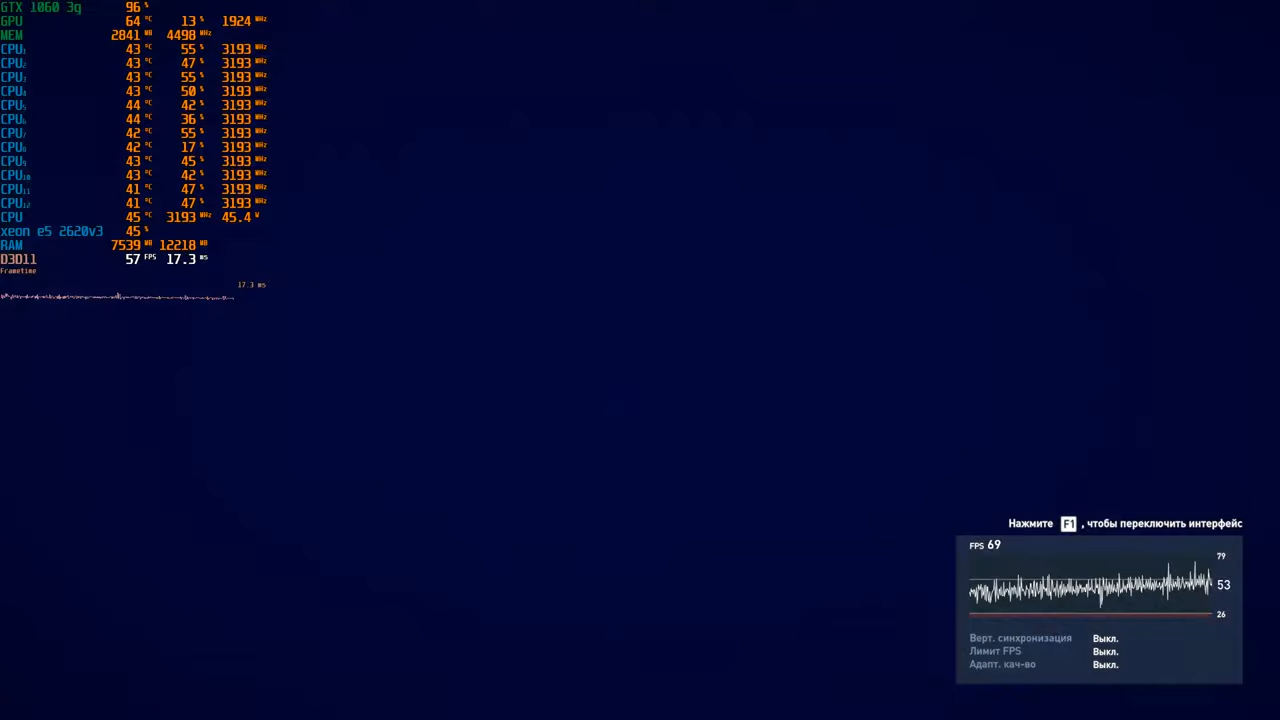 GTX 1060 3g 96 %
GPU 64 °C 13 % 1924 MHz
MEM 2841 MB 4498 MHz
CPU1 43 °C 55 % 3193 MHz
CPU2 43 °C 47 % 3193 MHz
CPU3 43 °C 55 % 3193 MHz
CPU4 43 °C 50 % 3193 MHz
CPU5 44 °C 42 % 3193 MHz
CPU6 44 °C 36 % 3193 MHz
CPU7 42 °C 55 % 3193 MHz
CPU8 42 °C 17 % 3193 MHz
CPU9 43 °C 45 % 3193 MHz
CPU10 43 °C 42 % 3193 MHz
CPU11 41 °C 47 % 3193 MHz
CPU12 41 °C 47 % 3193 MHz
CPU 45 °C 3193 MHz 45.4 W
xeon e5 2620v3 45 %
RAM 7539 MB 12218 MB
D3D11 57 FPS 17.3 ms
Frametime
17.3 ms
Нажмите F1 , чтобы переключить интерфейс
FPS 69
79
53
26
Верт. синхронизация Выкл.
Лимит FPS Выкл.
Адапт. кач-во Выкл.